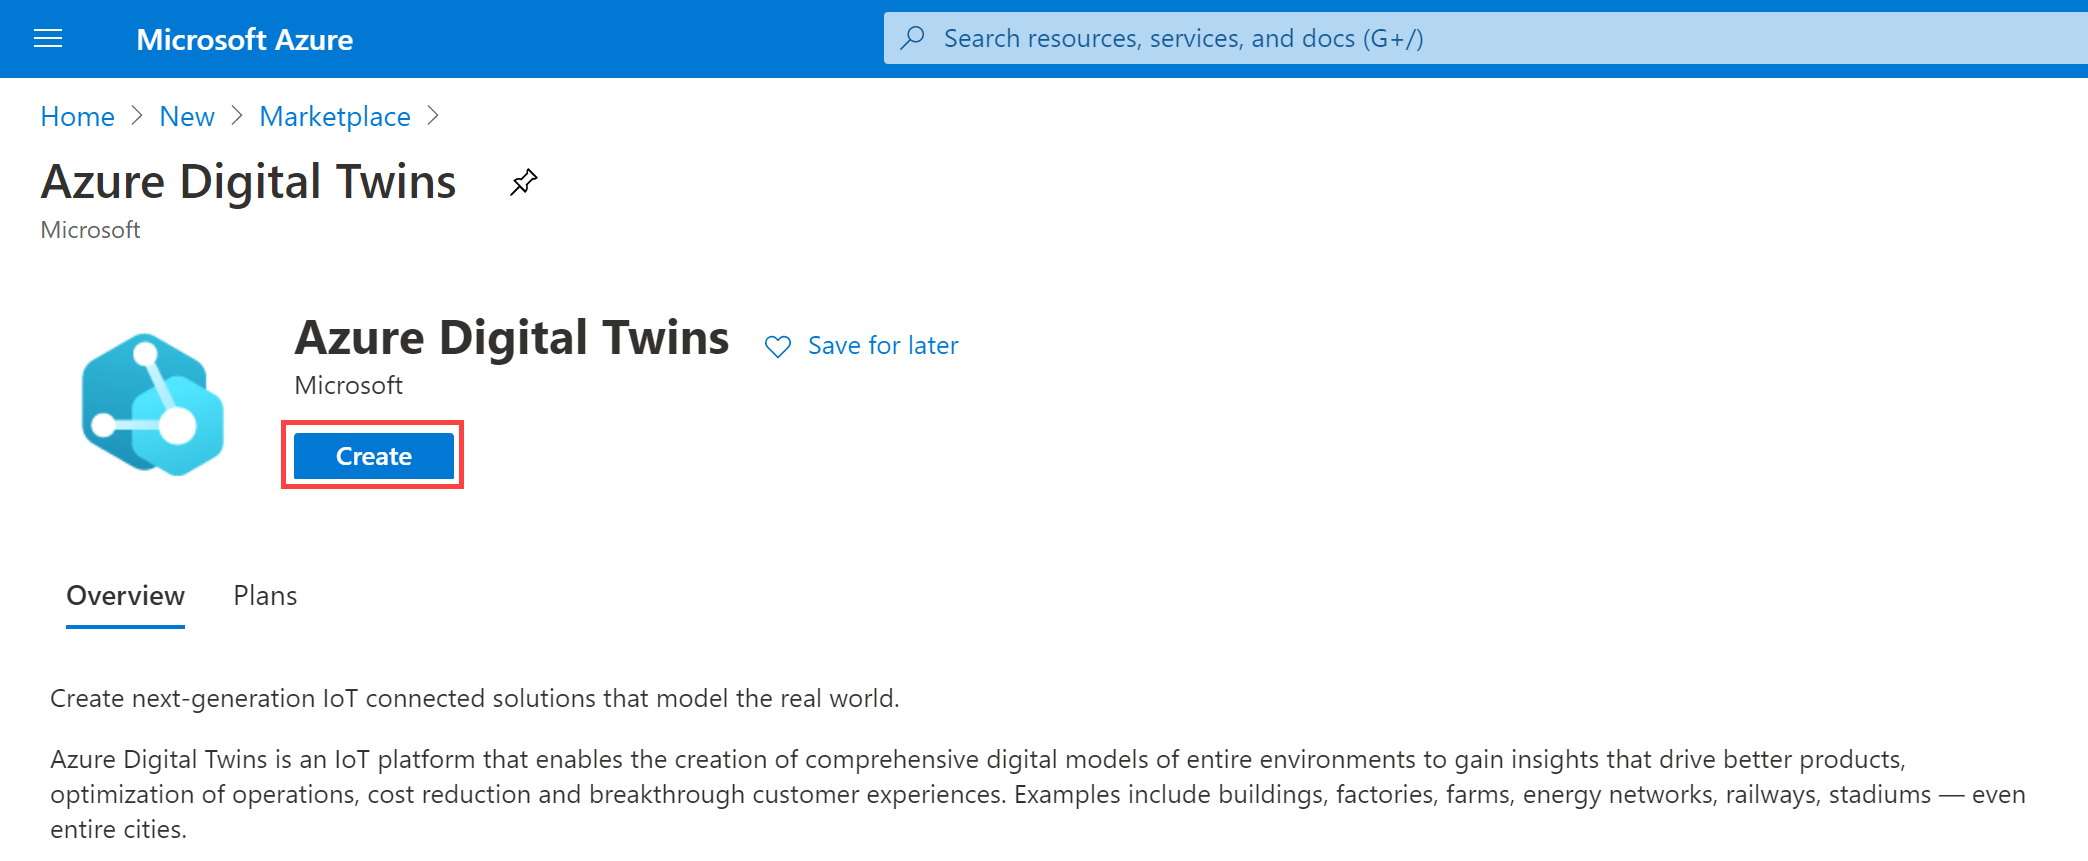 Microsoft Azure
Search resources, services, and docs (G+/)
Home > New > Marketplace >
Azure Digital Twins
Microsoft
Azure Digital Twins
Save for later
Microsoft
Create
Overview
Plans
Create next-generation IoT connected solutions that model the real world.
Azure Digital Twins is an IoT platform that enables the creation of comprehensive digital models of entire environments to gain insights that drive better products,
optimization of operations, cost reduction and breakthrough customer experiences. Examples include buildings, factories, farms, energy networks, railways, stadiums — even
entire cities.